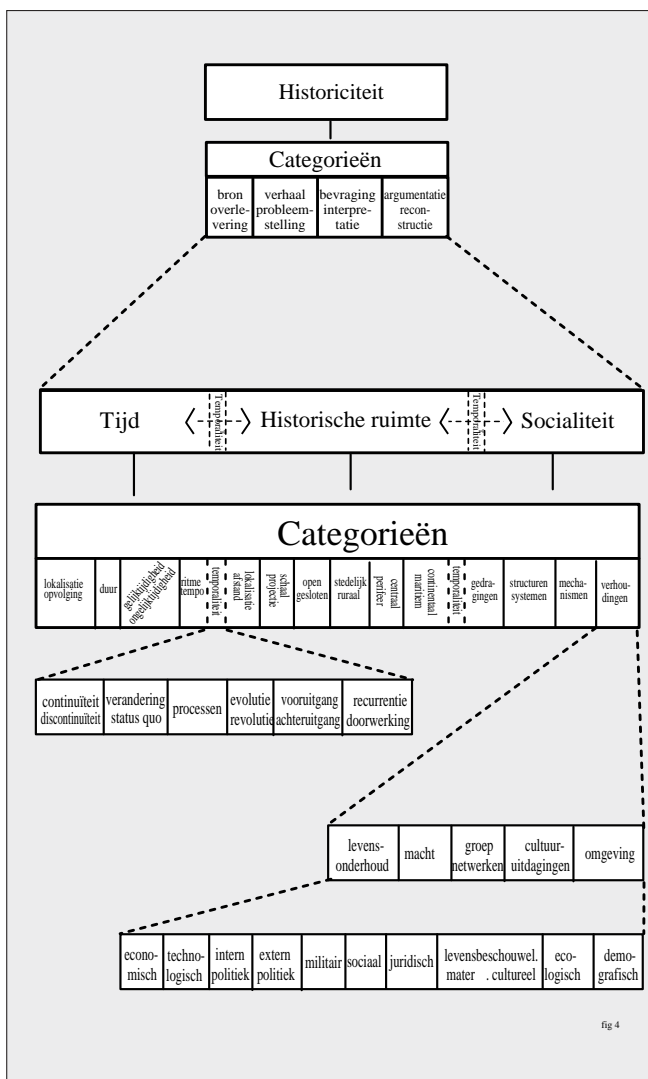 Historiciteit
Categorieën
bron
overle-
vering
verhaal
probleem-
stelling
bevraging
interpre-
tatie
argumentatie
recon-
structie
Tijd
Temporaliteit
Historische ruimte
Temporaliteit
Socialiteit
Categorieën
lokalisatie
opvolging
duur
gelijktijdigheid
ongelijktijdigheid
ritme
tempo
temporaliteit
lokalisatie
afstand
schaal
projectie
open
gesloten
stedelijk
ruraal
centraal
perifeer
continentaal
maritiem
temporaliteit
gedra-
gingen
structuren
systemen
mecha-
nismen
verhou-
dingen
continuïteit
discontinuïteit
verandering
status quo
processen
evolutie
revolutie
vooruitgang
achteruitgang
recurrentie
doorwerking
levens-
onderhoud
macht
groep
netwerken
cultuur-
uitdagingen
omgeving
econo-
misch
techno-
logisch
intern
politiek
extern
politiek
militair
sociaal
juridisch
levensbeschouwel.
mater . cultureel
eco-
logisch
demo-
grafisch
fig 4